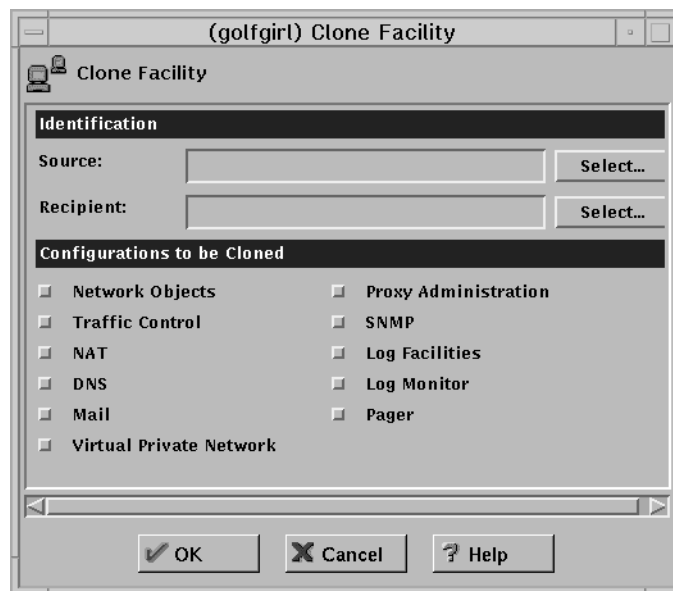 (golfgirl) Clone Facility
Clone Facility
Identification
Source:
Select...
Recipient:
Select...
Configurations to be Cloned
Network Objects
Proxy Administration
Traffic Control
SNMP
NAT
Log Facilities
DNS
Log Monitor
Mail
Pager
Virtual Private Network
OK
Cancel
? Help